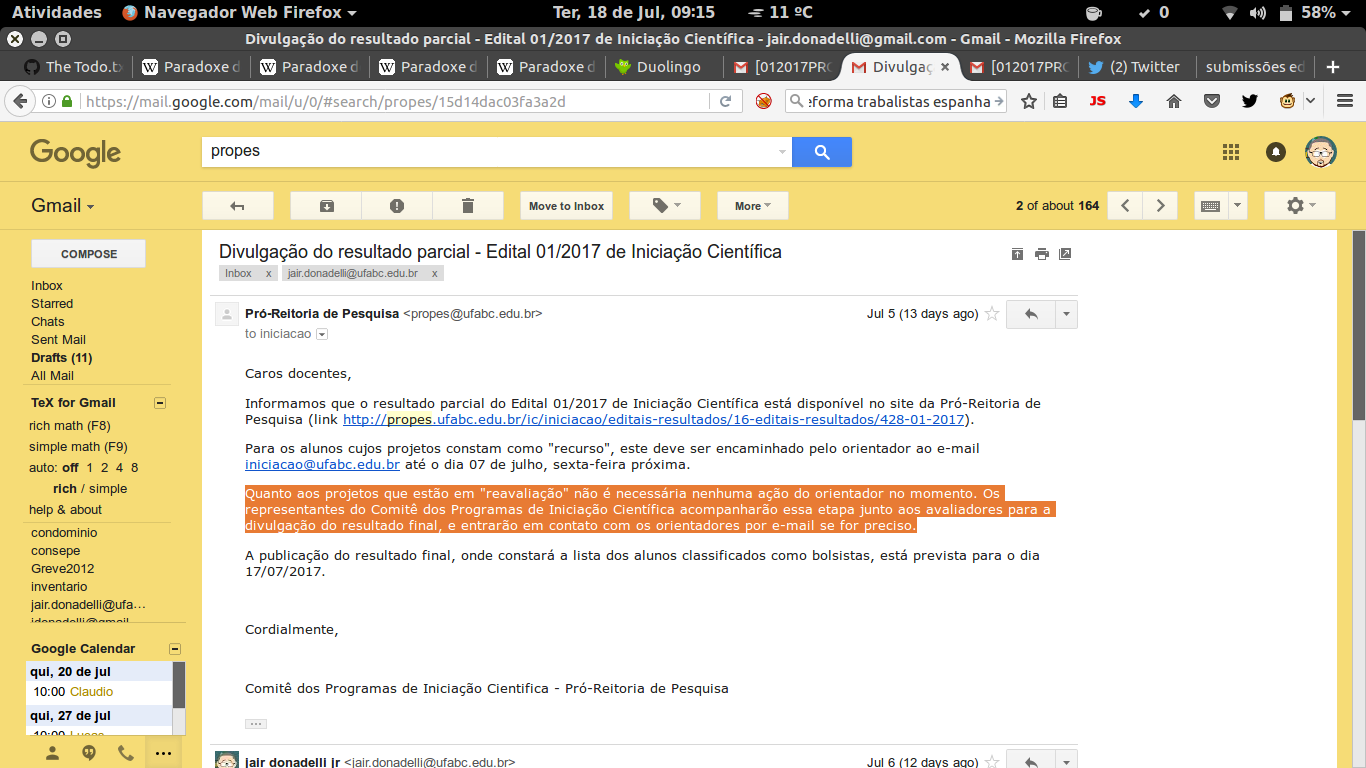 Atividades Navegador Web Firefox Ter, 18 de Jul, 09:15 11 ºC 0 58%
Divulgação do resultado parcial - Edital 01/2017 de Iniciação Científica - jair.donadelli@gmail.com - Gmail - Mozilla Firefox
The Todo.tx Paradoxe d Paradoxe d Paradoxe d Paradoxe d Duolingo [012017PRO Divulgaç [012017PRO (2) Twitter submissões ed
https://mail.google.com/mail/u/0/#search/propes/15d14dac03fa3a2d eforma trabalistas espanha JS
Google propes
Gmail Move to Inbox More 2 of about 164
COMPOSE
Inbox
Starred
Chats
Sent Mail
Drafts (11)
All Mail
TeX for Gmail
rich math (F8)
simple math (F9)
auto: off 1 2 4 8
rich / simple
help & about
condominio
consepe
Greve2012
inventario
jair.donadelli@ufa...
jdonadelli@gmail
Google Calendar
qui, 20 de jul
10:00 Claudio
qui, 27 de jul
10:00 Lucas
Divulgação do resultado parcial - Edital 01/2017 de Iniciação Científica
Inbox x jair.donadelli@ufabc.edu.br x
Pró-Reitoria de Pesquisa <propes@ufabc.edu.br> Jul 5 (13 days ago)
to iniciacao
Caros docentes,
Informamos que o resultado parcial do Edital 01/2017 de Iniciação Científica está disponível no site da Pró-Reitoria de
Pesquisa (link http://propes.ufabc.edu.br/ic/iniciacao/editais-resultados/16-editais-resultados/428-01-2017).
Para os alunos cujos projetos constam como "recurso", este deve ser encaminhado pelo orientador ao e-mail
iniciacao@ufabc.edu.br até o dia 07 de julho, sexta-feira próxima.
Quanto aos projetos que estão em "reavaliação" não é necessária nenhuma ação do orientador no momento. Os
representantes do Comitê dos Programas de Iniciação Científica acompanharão essa etapa junto aos avaliadores para a
divulgação do resultado final, e entrarão em contato com os orientadores por e-mail se for preciso.
A publicação do resultado final, onde constará a lista dos alunos classificados como bolsistas, está prevista para o dia
17/07/2017.
Cordialmente,
Comitê dos Programas de Iniciação Cientifica - Pró-Reitoria de Pesquisa
jair donadelli jr <jair.donadelli@ufabc.edu.br> Jul 6 (12 days ago)